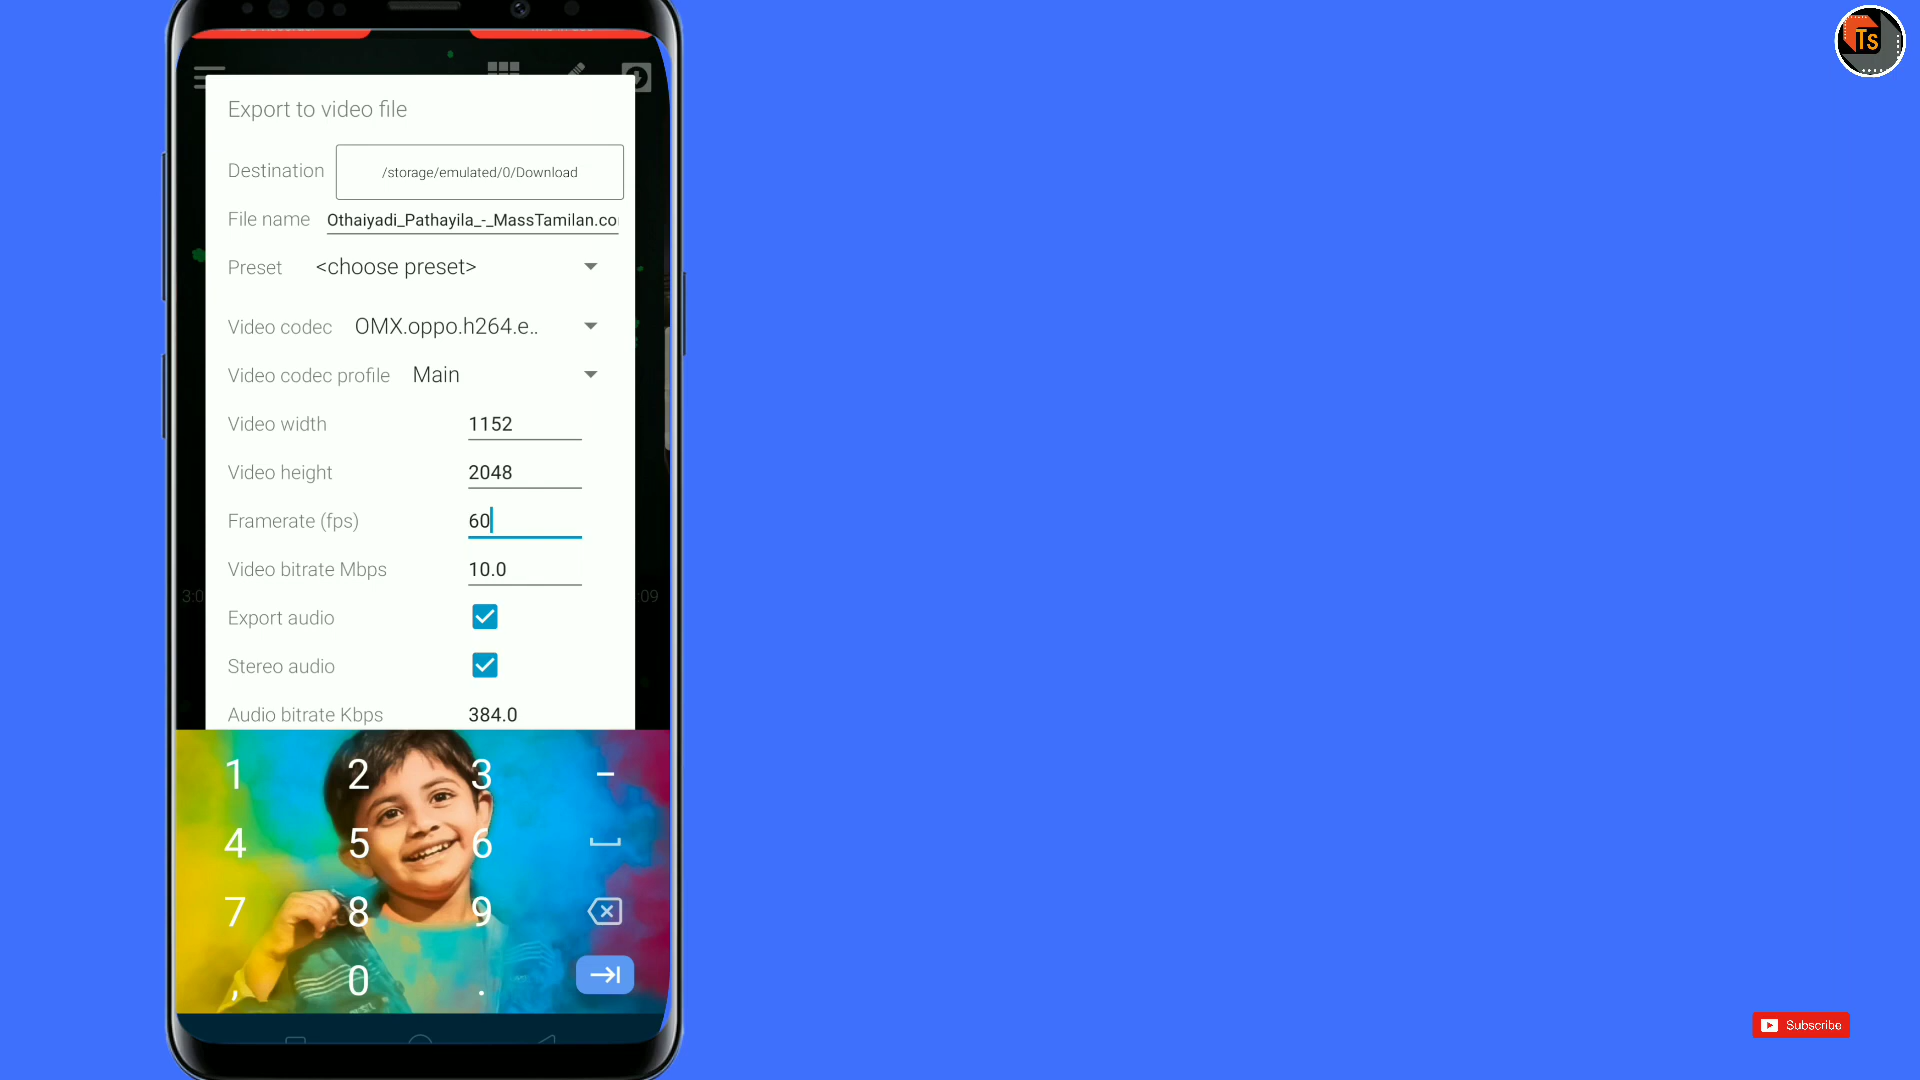 Ts
Export to video file
Destination /storage/emulated/0/Download
File name Othaiyadi_Pathayila_-_MassTamilan.co
Preset <choose preset>
Video codec OMX.oppo.h264.e..
Video codec profile Main
Video width 1152
Video height 2048
Framerate (fps) 60
Video bitrate Mbps 10.0
3:0 :09
Export audio
Stereo audio
Audio bitrate Kbps 384.0
1 2 3 -
4 5 6
7 8 9
, 0 .
Subscribe